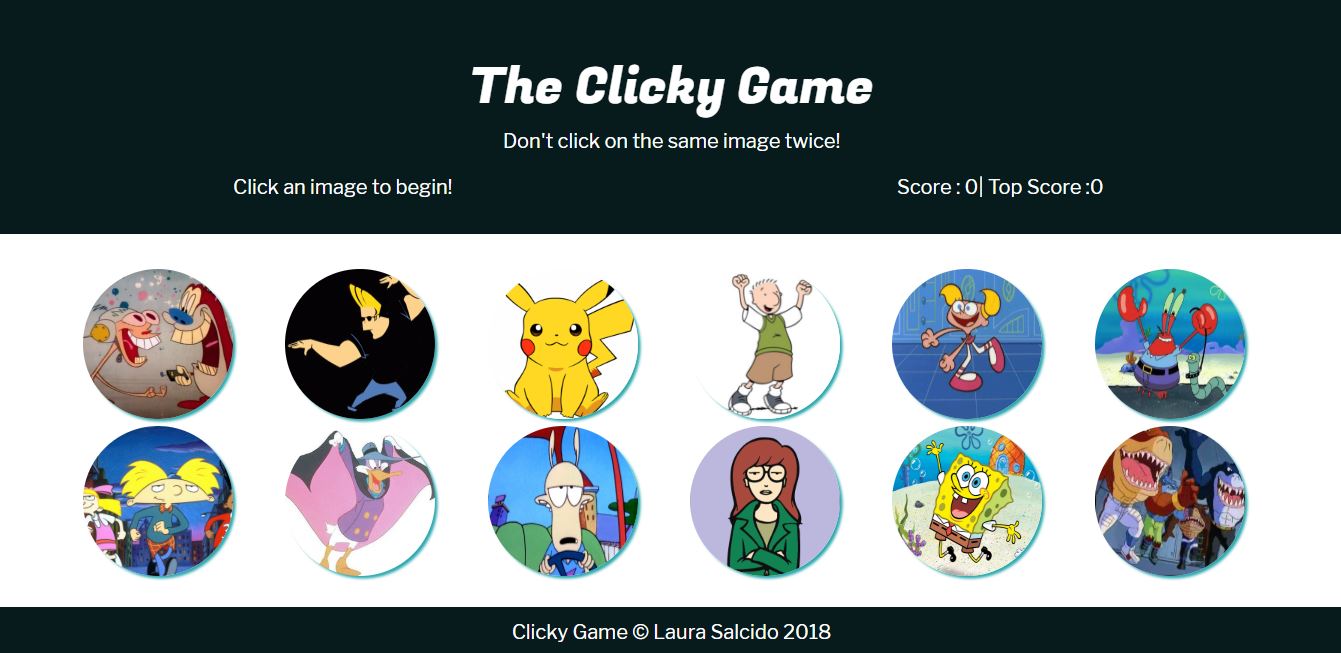 The Clicky Game
Don't click on the same image twice!
Click an image to begin!
Score : 0| Top Score :0
Clicky Game © Laura Salcido 2018